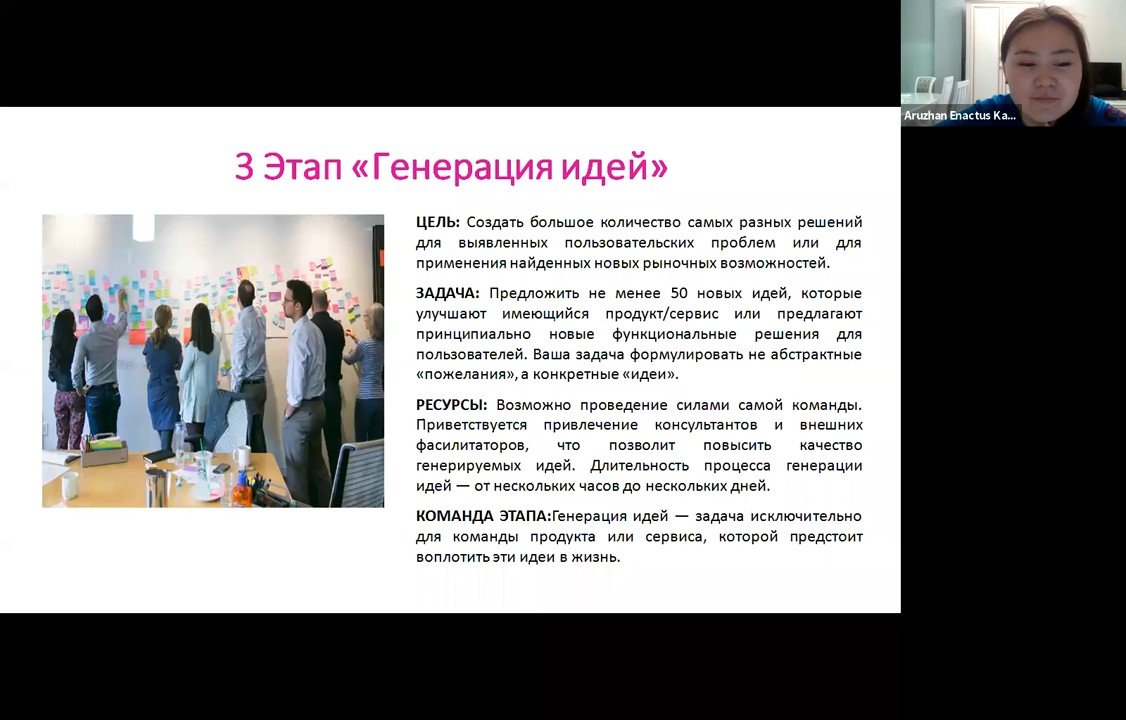 Aruzhan Enactus Ka...
3 Этап «Генерация идей»
ЦЕЛЬ: Создать большое количество самых разных решений
для выявленных пользовательских проблем или для
применения найденных новых рыночных возможностей.
ЗАДАЧА: Предложить не менее 50 новых идей, которые
улучшают имеющийся продукт/сервис или предлагают
принципиально новые функциональные решения для
пользователей. Ваша задача формулировать не абстрактные
«пожелания», а конкретные «идеи».
РЕСУРСЫ: Возможно проведение силами самой команды.
Приветствуется привлечение консультантов и внешних
фасилитаторов, что позволит повысить качество
генерируемых идей. Длительность процесса генерации
идей — от нескольких часов до нескольких дней.
КОМАНДА ЭТАПА:Генерация идей — задача исключительно
для команды продукта или сервиса, которой предстоит
воплотить эти идеи в жизнь.